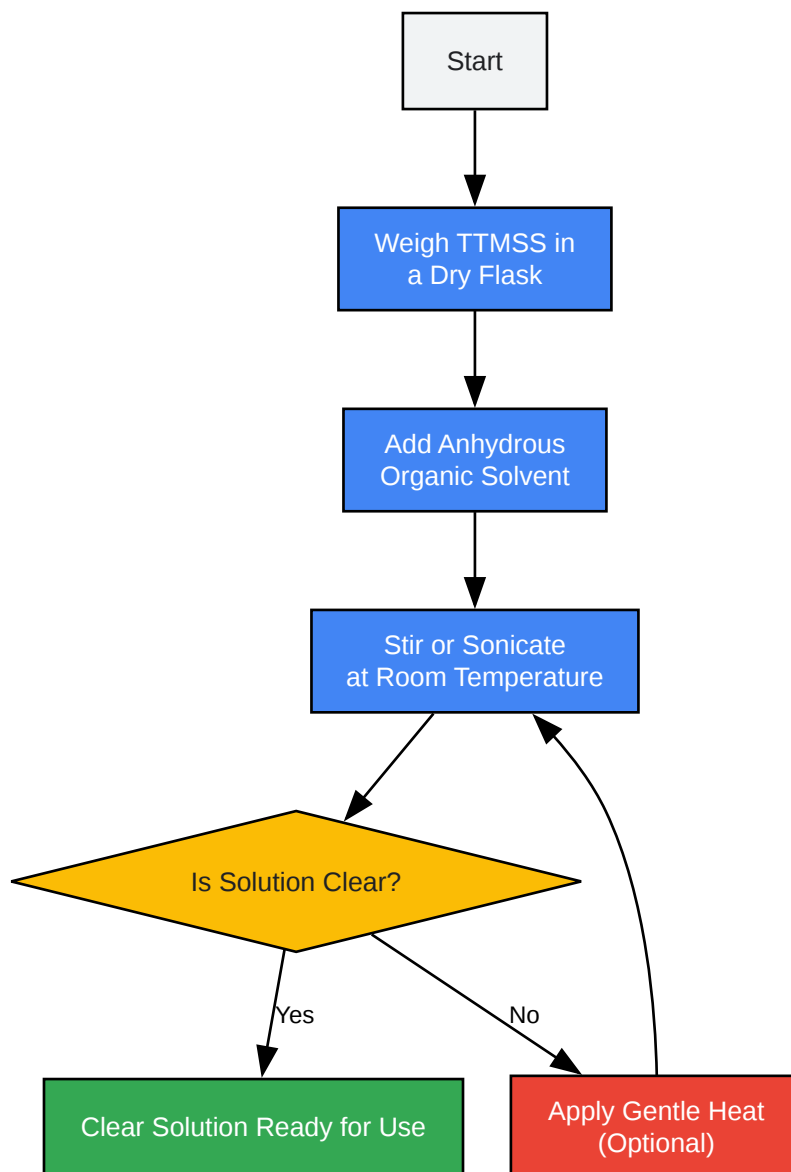 Start
Weigh TTMSS in
a Dry Flask
Add Anhydrous
Organic Solvent
Stir or Sonicate
at Room Temperature
Is Solution Clear?
Yes
No
Clear Solution Ready for Use
Apply Gentle Heat
(Optional)